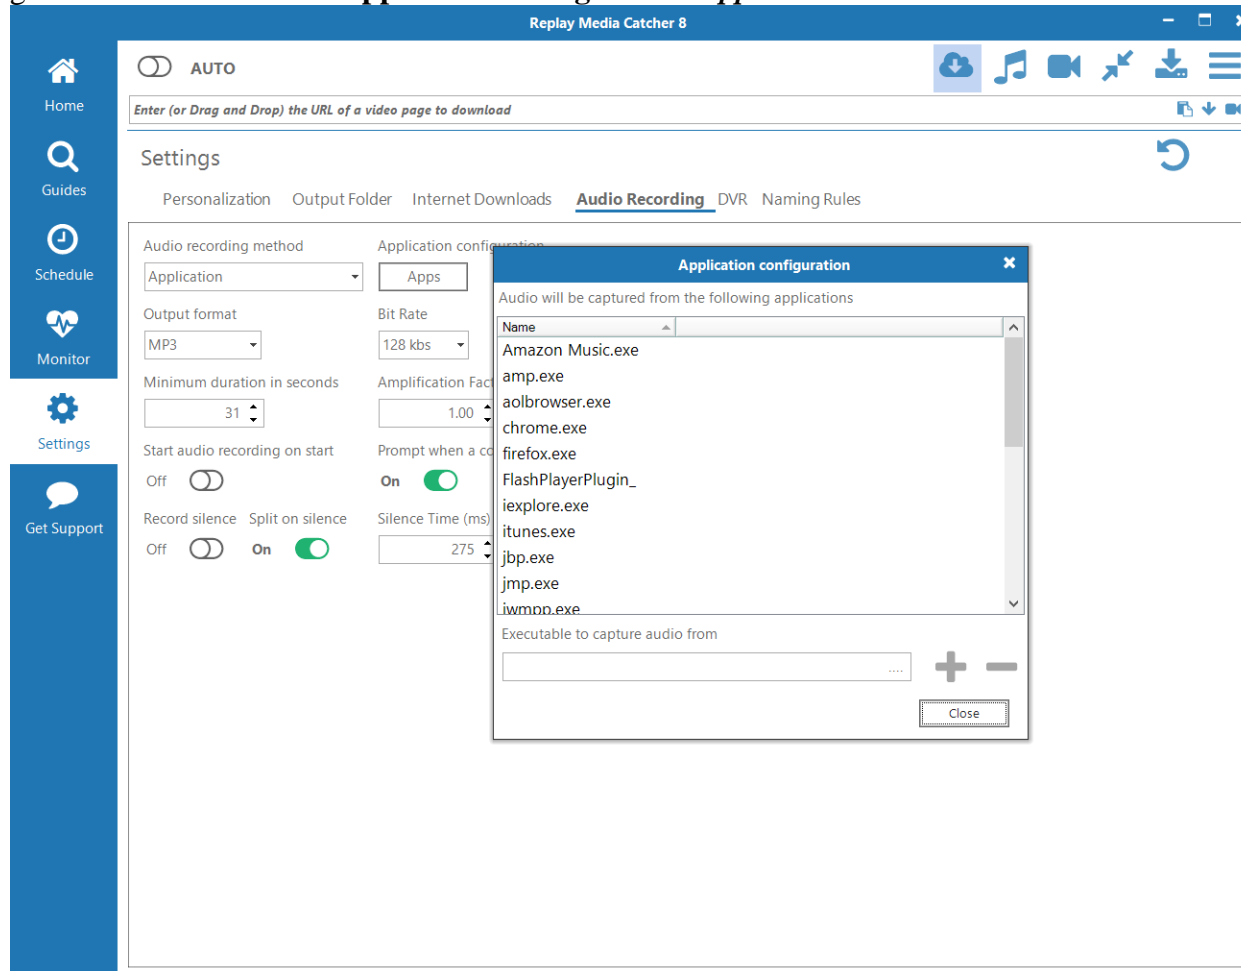 Replay Media Catcher 8
Home
Guides
Schedule
Monitor
Settings
Get Support
AUTO
Enter (or Drag and Drop) the URL of a video page to download
Settings
Personalization Output Folder Internet Downloads Audio Recording DVR Naming Rules
Audio recording method
Application configuration
Application
Apps
Output format
Bit Rate
MP3
128 kbs
Minimum duration in seconds
31
1.00
Start audio recording on start
Prompt when a
Off
On
Record silence Split on silence
Silence Time (ms)
Off
On
275
Application configuration
Audio will be captured from the following applications
Name
Amazon Music.exe
amp.exe
aolbrowser.exe
chrome.exe
firefox.exe
FlashPlayerPlugin_
iexplore.exe
itunes.exe
jbp.exe
jmp.exe
Executable to capture audio from
....
Close